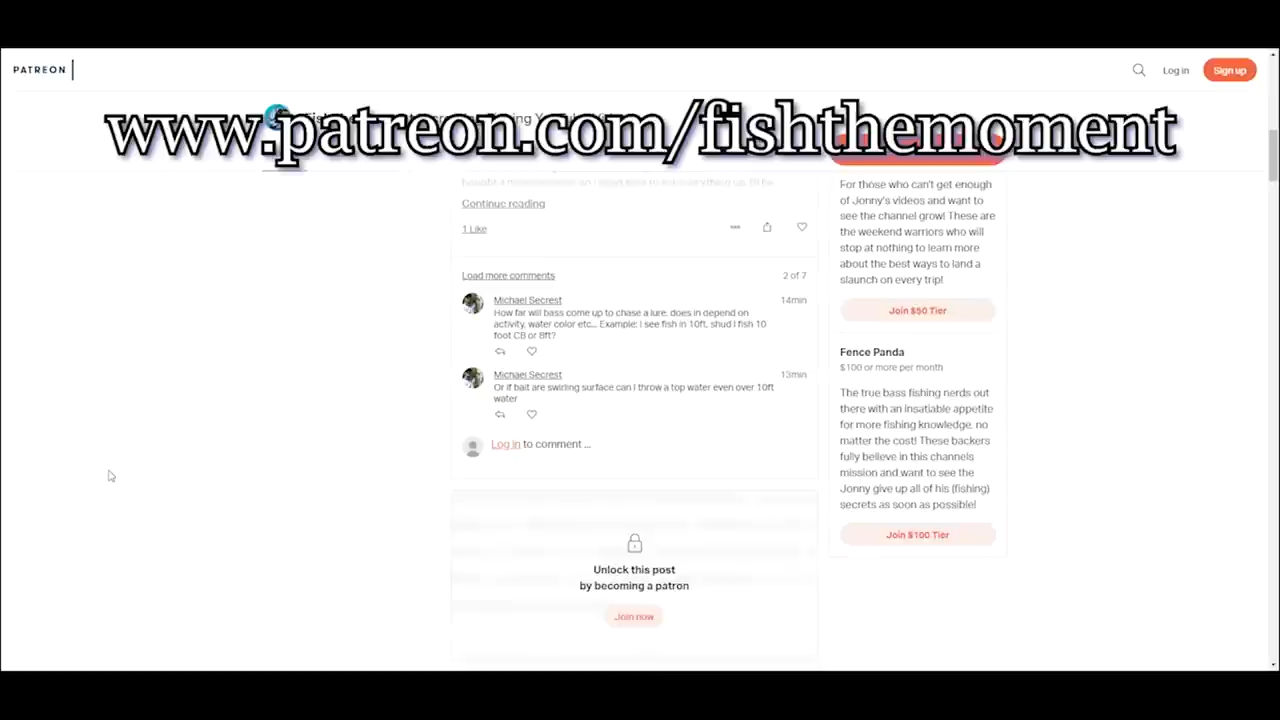 PATREON
Log in
Sign up
www.patreon.com/fishthemoment
Continue reading
1 Like
Load more comments
2 of 7
Michael Secrest
14min
How far will bass come up to chase a lure. does in depend on
activity, water color etc... Example: I see fish in 10ft, shud I fish 10
foot CB or 8ft?
Michael Secrest
13min
Or if bait are swirling surface can I throw a top water even over 10ft
water
Log in to comment ...
Unlock this post
by becoming a patron
Join now
For those who can't get enough
of Jonny's videos and want to
see the channel grow! These are
the weekend warriors who will
stop at nothing to learn more
about the best ways to land a
slaunch on every trip!
Join $50 Tier
Fence Panda
$100 or more per month
The true bass fishing nerds out
there with an insatiable appetite
for more fishing knowledge, no
matter the cost! These backers
fully believe in this channels
mission and want to see the
Jonny give up all of his (fishing)
secrets as soon as possible!
Join $100 Tier